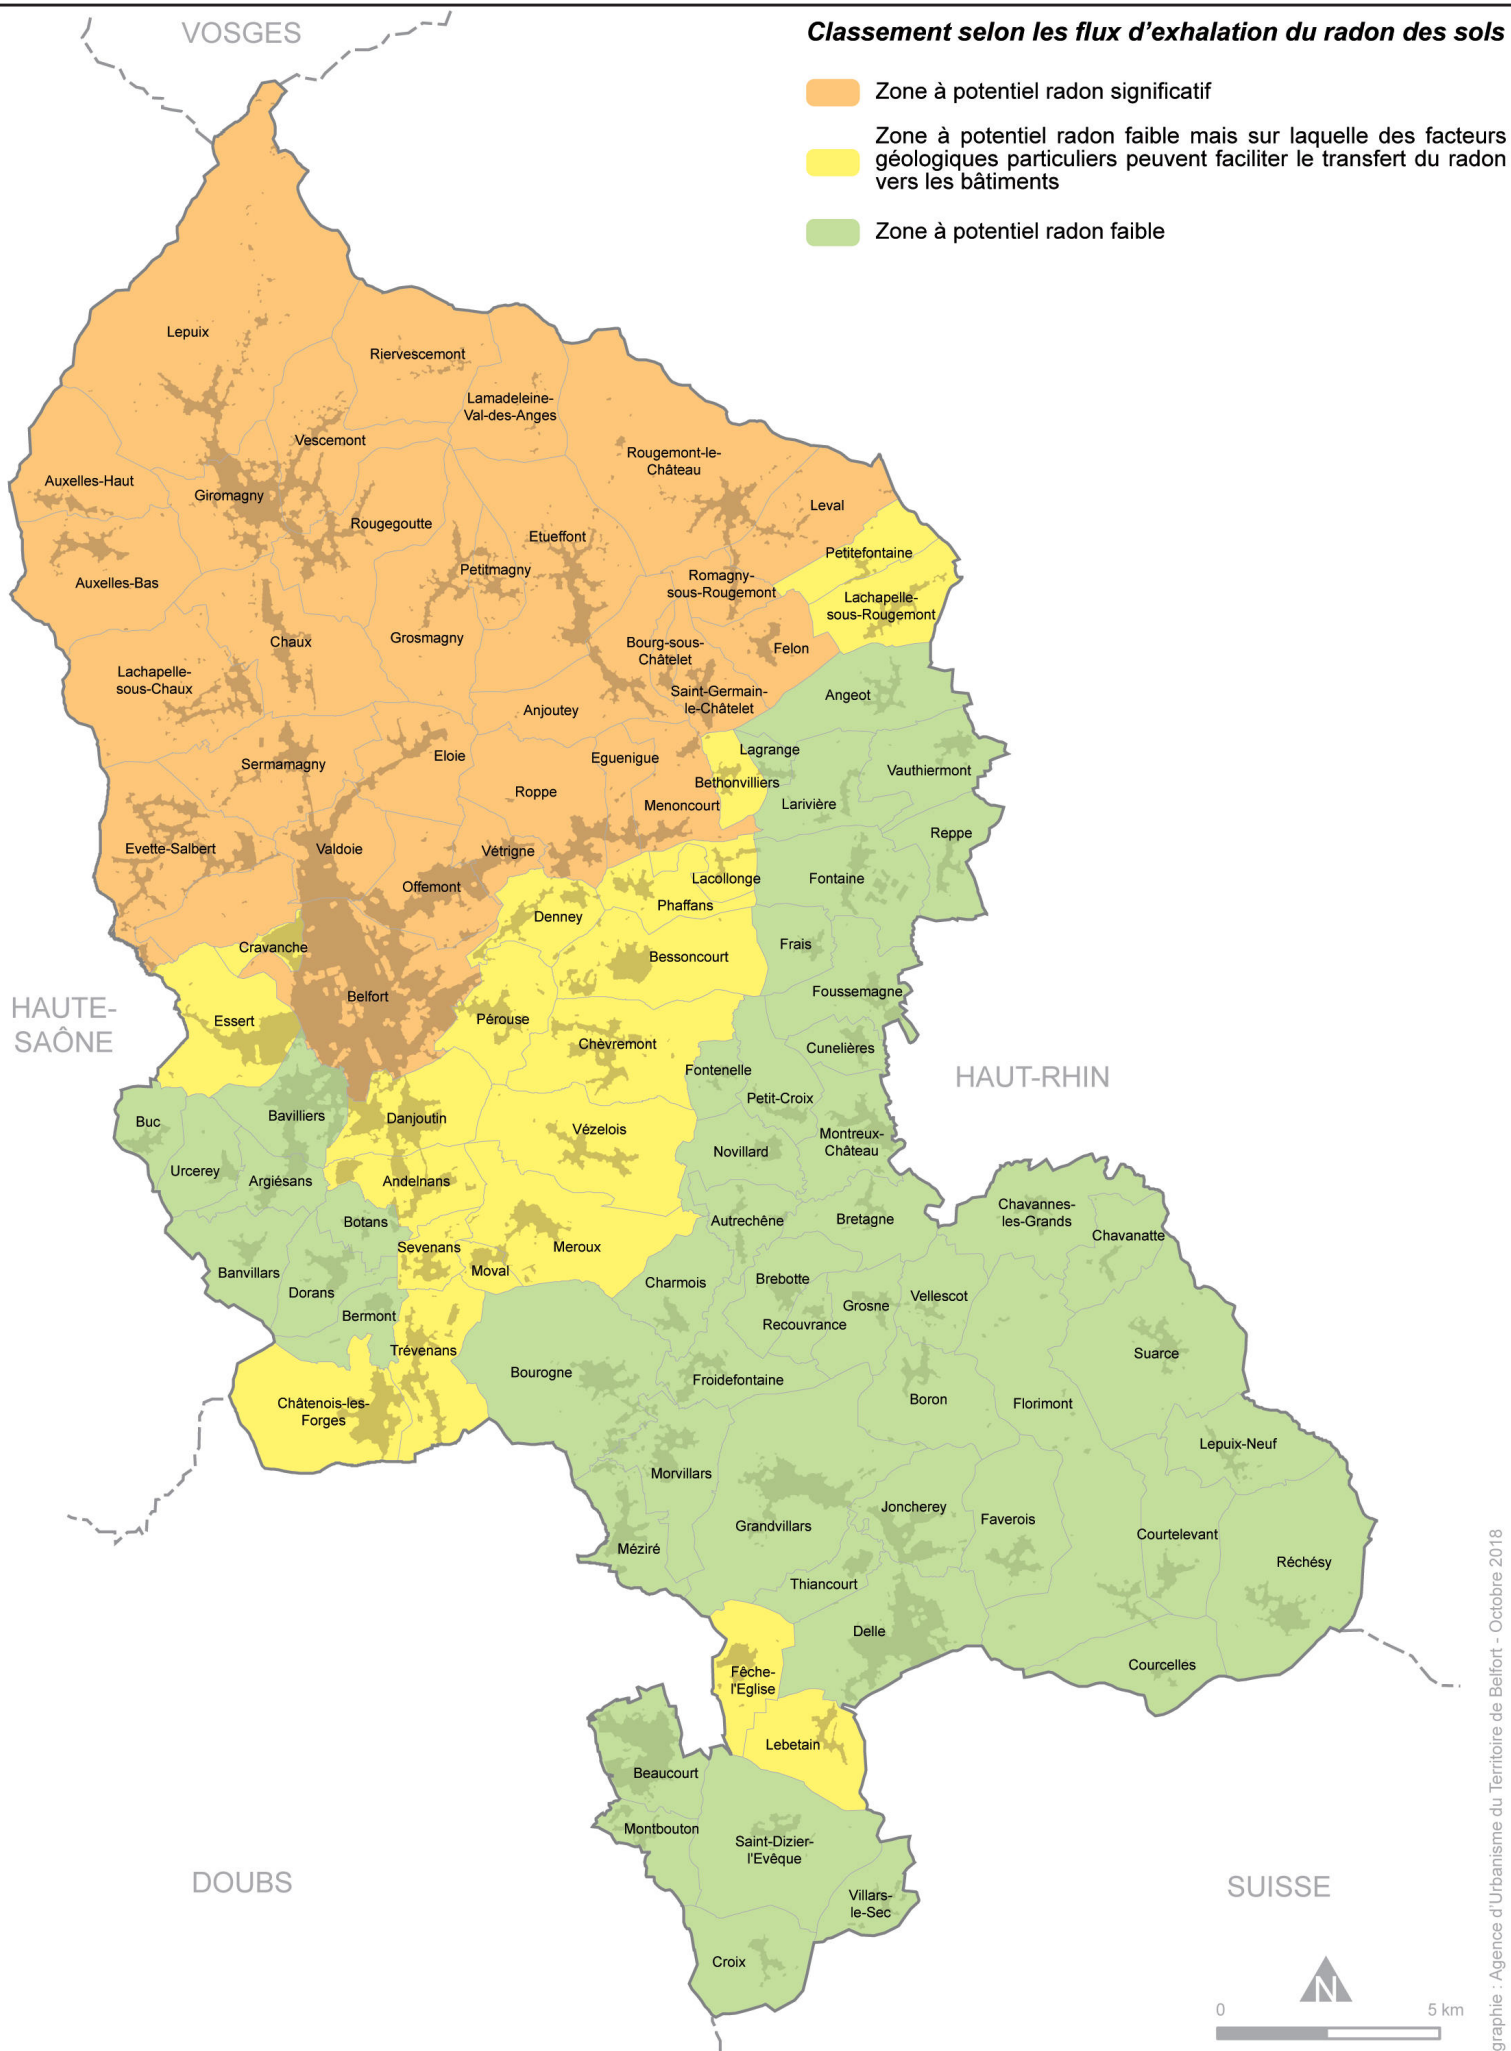 VOSGES
Classement selon les flux d’exhalation du radon des sols
Zone à potentiel radon significatif
Zone à potentiel radon faible mais sur laquelle des facteurs
géologiques particuliers peuvent faciliter le transfert du radon
vers les bâtiments
Zone à potentiel radon faible
Lepuix
Riervescemont
Lamadeleine-
Val-des-Anges
Vescemont
Rougemont-le-
Château
Auxelles-Haut
Giromagny
Leval
Rougegoutte
Etueffont
Petitefontaine
Petitmagny
Auxelles-Bas
Romagny-
sous-Rougemont
Lachapelle-
sous-Rougemont
Chaux
Grosmagny
Bourg-sous-
Châtelet
Felon
Lachapelle-
sous-Chaux
Saint-Germain-
le-Châtelet
Angeot
Anjoutey
Sermamagny
Eloie
Eguenigue
Lagrange
Vauthiermont
Bethonvilliers
Roppe
Menoncourt
Larivière
Reppe
Evette-Salbert
Valdoie
Vétrigne
Offemont
Lacollonge
Fontaine
Phaffans
Denney
Cravanche
Bessoncourt
Frais
Belfort
Foussemagne
HAUTE-
SAÔNE
Essert
Pérouse
Chèvremont
Cunelières
Fontenelle
HAUT-RHIN
Petit-Croix
Buc
Bavilliers
Danjoutin
Vézelois
Montreux-
Château
Novillard
Urcerey
Argiésans
Andelnans
Botans
Autrechêne
Bretagne
Chavannes-
les-Grands
Chavanatte
Sevenans
Meroux
Moval
Banvillars
Charmois
Brebotte
Dorans
Vellescot
Bermont
Grosne
Recouvrance
Trévenans
Suarce
Bourogne
Froidefontaine
Châtenois-les-
Forges
Boron
Florimont
Lepuix-Neuf
Morvillars
Joncherey
Grandvillars
Faverois
Courtelevant
Méziré
Réchésy
Thiancourt
Delle
Courcelles
Fêche-
l'Eglise
Lebetain
Beaucourt
Montbouton
Saint-Dizier-
l'Evêque
DOUBS
Villars-
le-Sec
SUISSE
Croix
N
0
5 km
graphie : Agence d'Urbanisme du Territoire de Belfort - Octobre 2018